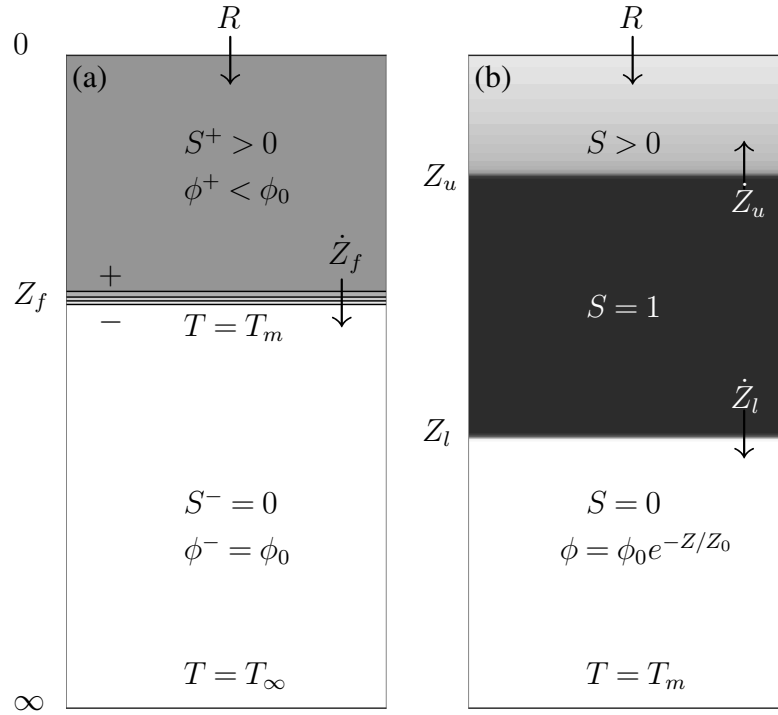 0
R
(a)
S⁺ > 0
ϕ⁺ < ϕ₀
Ż_f
+
Z_f
−
T = T_m
S⁻ = 0
ϕ⁻ = ϕ₀
T = T_∞
∞
R
(b)
S > 0
Z_u
Ż_u
S = 1
Ż_l
Z_l
S = 0
ϕ = ϕ₀e^{−Z/Z₀}
T = T_m